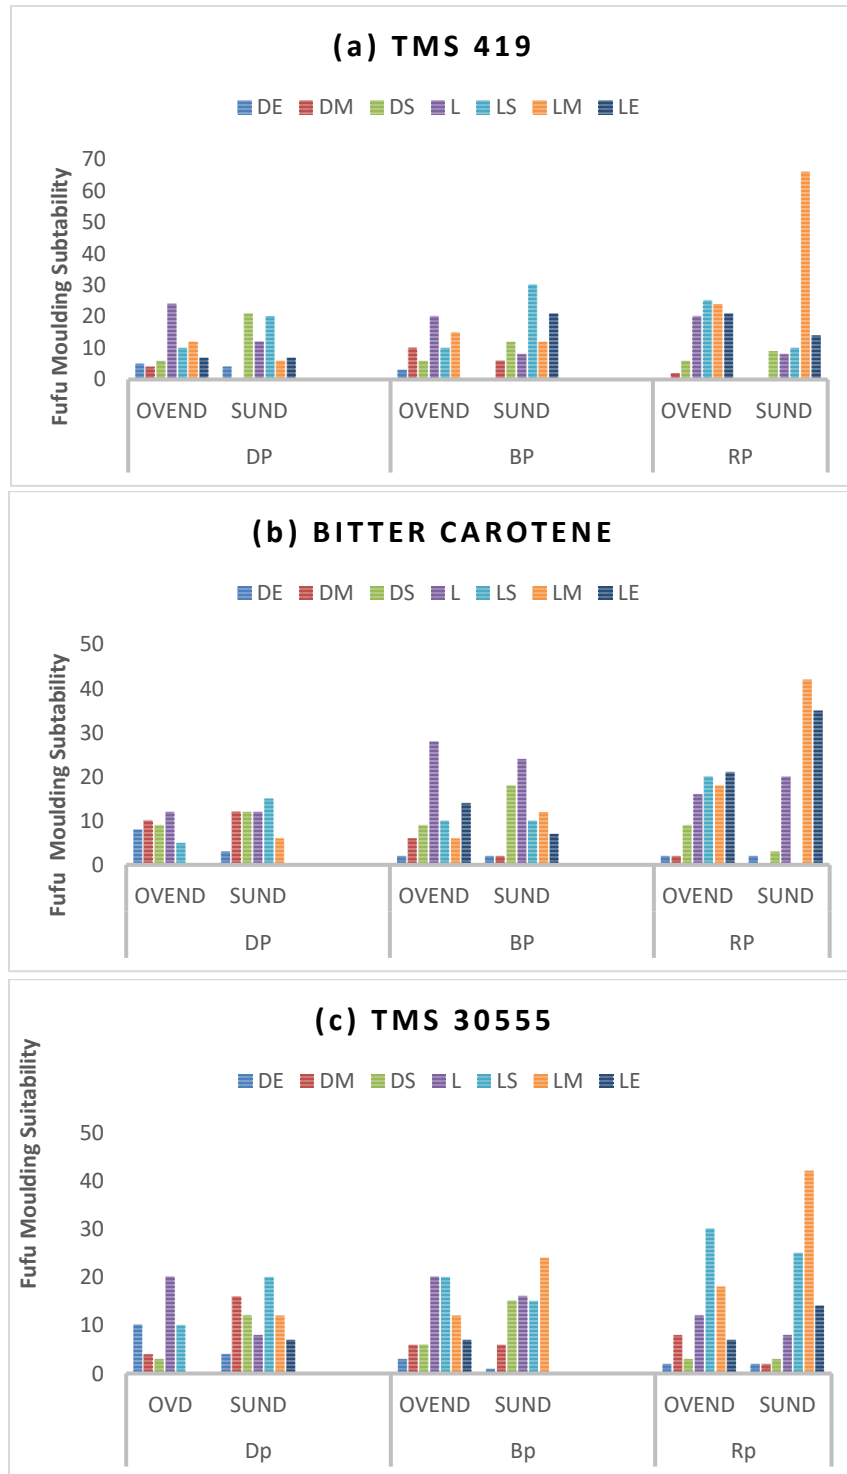 (a) TMS 419
DE DM DS L LS LM LE
Fufu Moulding Subtability
70
60
50
40
30
20
10
0
OVEND SUND OVEND SUND OVEND SUND
DP BP RP
(b) BITTER CAROTENE
DE DM DS L LS LM LE
Fufu Moulding Subtability
50
40
30
20
10
0
OVEND SUND OVEND SUND OVEND SUND
DP BP RP
(c) TMS 30555
DE DM DS L LS LM LE
Fufu Moulding Suitability
50
40
30
20
10
0
OVD SUND OVEND SUND OVEND SUND
Dp Bp Rp